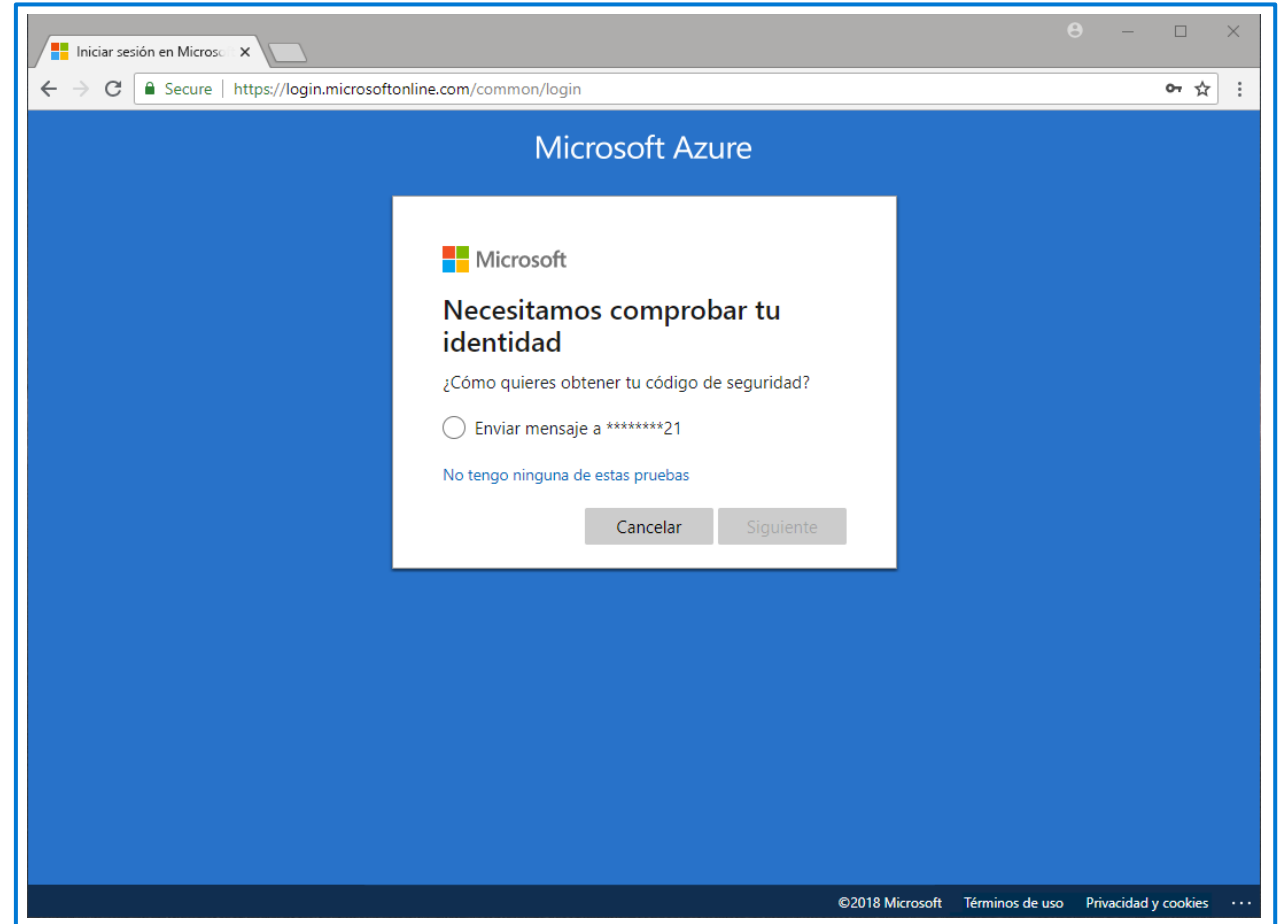 Iniciar sesión en Microso
Secure | https://login.microsoftonline.com/common/login
Microsoft Azure
Microsoft
Necesitamos comprobar tu
identidad
¿Cómo quieres obtener tu código de seguridad?
Enviar mensaje a ********21
No tengo ninguna de estas pruebas
Cancelar Siguiente
©2018 Microsoft Términos de uso Privacidad y cookies ...